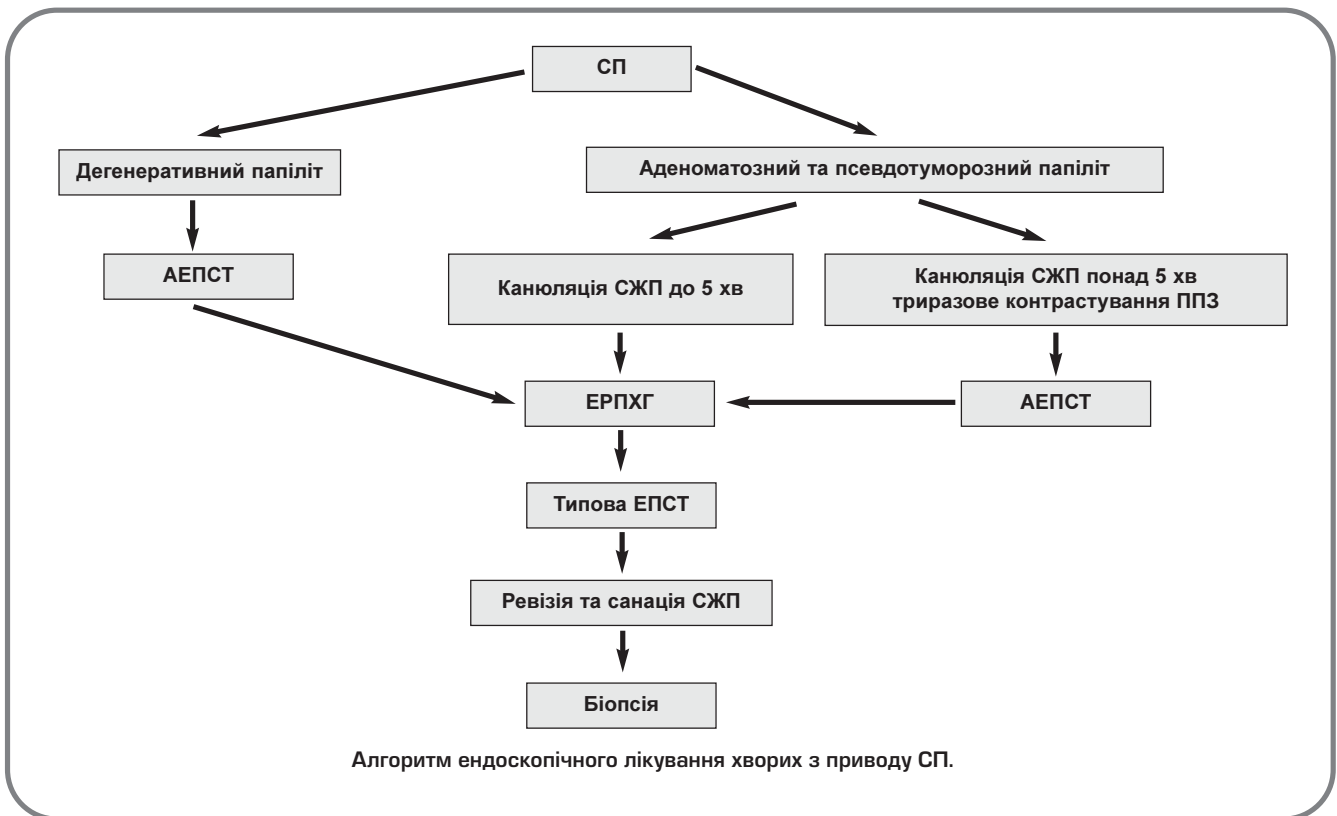 СП
Дегенеративний папіліт
Аденоматозний та псевдотуморозний папіліт
АЕПСТ
Канюляція СЖП до 5 хв
Канюляція СЖП понад 5 хв
триразове контрастування ППЗ
ЕРПХГ
АЕПСТ
Типова ЕПСТ
Ревізія та санація СЖП
Біопсія
Алгоритм ендоскопічного лікування хворих з приводу СП.